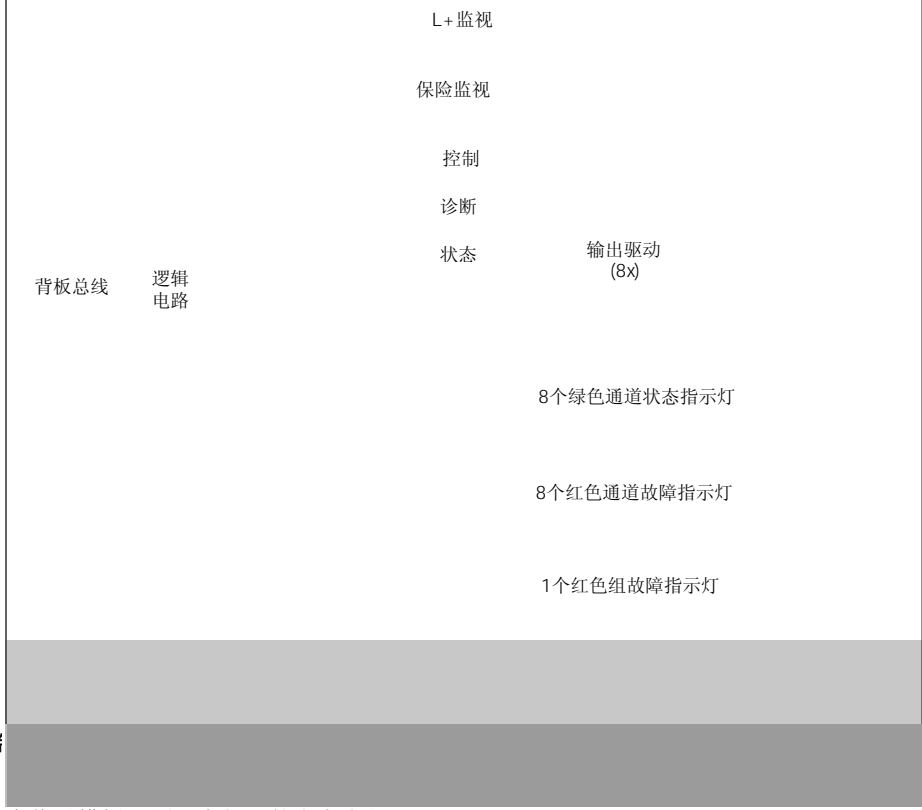 L+监视
保险监视
控制
诊断
状态
输出驱动
(8x)
背板总线
逻辑
电路
8个绿色通道状态指示灯
8个红色通道故障指示灯
1个红色组故障指示灯